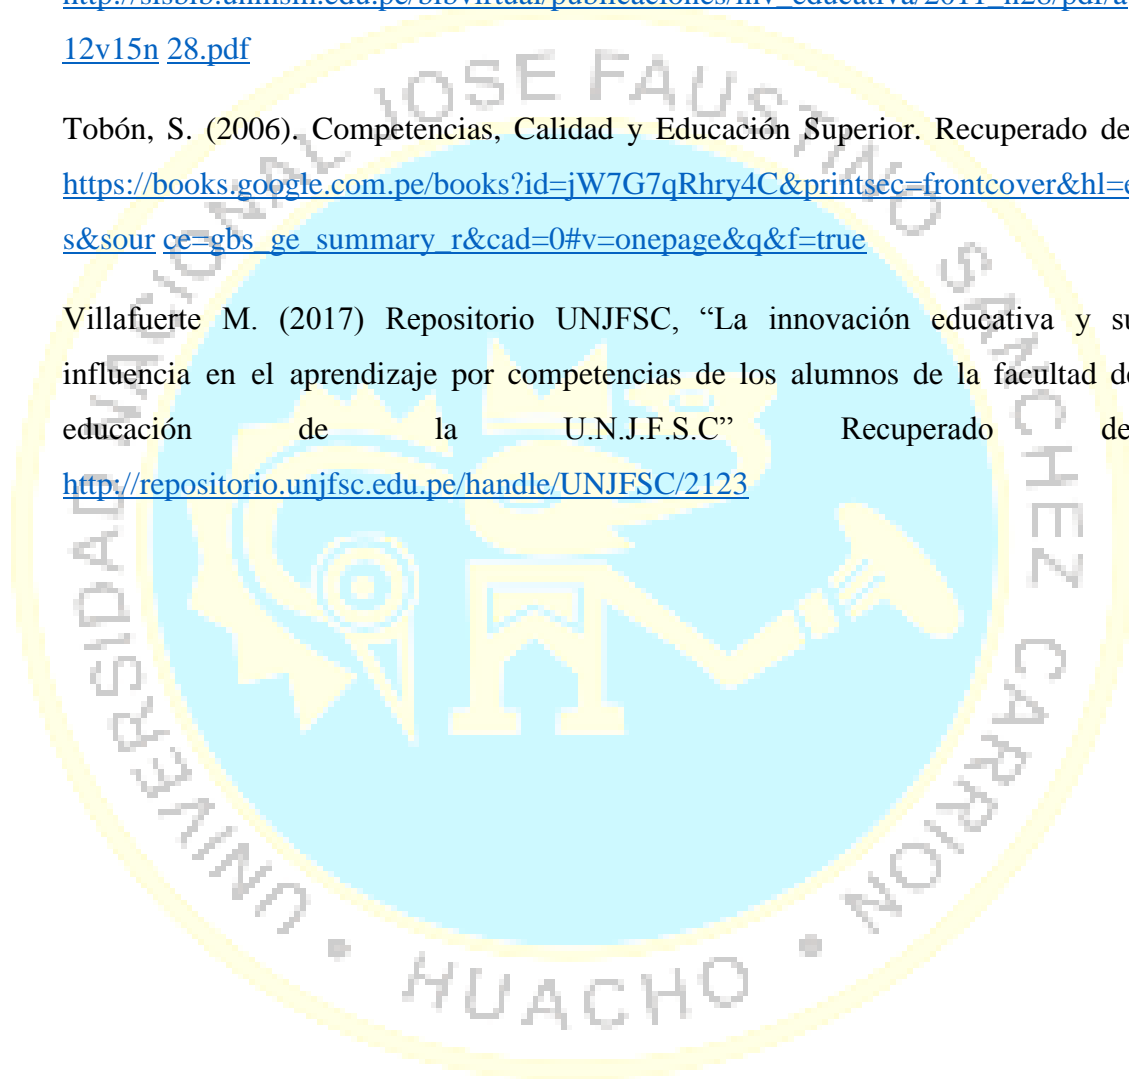 12v15n 28.pdf
Tobón, S. (2006). Competencias, Calidad y Educación Superior. Recuperado de
https://books.google.com.pe/books?id=jW7G7qRhry4C&printsec=frontcover&hl=e
s&sour ce=gbs_ge_summary_r&cad=0#v=onepage&q&f=true
Villafuerte M. (2017) Repositorio UNJFSC, “La innovación educativa y su
influencia en el aprendizaje por competencias de los alumnos de la facultad de
educación de la U.N.J.F.S.C” Recuperado de
http://repositorio.unjfsc.edu.pe/handle/UNJFSC/2123
UNIVERSIDAD NACIONAL JOSE FAUSTINO SANCHEZ CARRION • HUACHO •